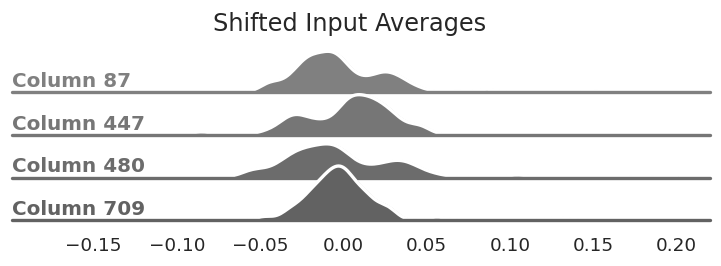 Shifted Input Averages
Column 87
Column 447
Column 480
Column 709
−0.15 −0.10 −0.05 0.00 0.05 0.10 0.15 0.20